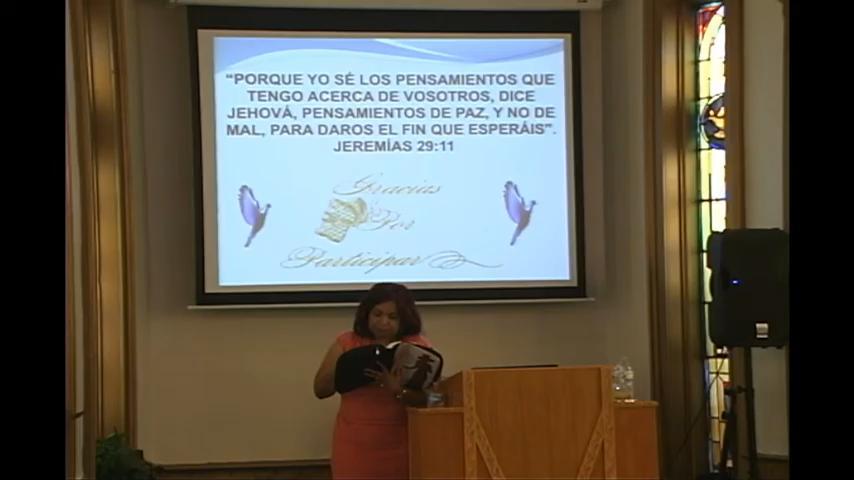 “PORQUE YO SÉ LOS PENSAMIENTOS QUE
TENGO ACERCA DE VOSOTROS, DICE
JEHOVÁ, PENSAMIENTOS DE PAZ, Y NO DE
MAL, PARA DAROS EL FIN QUE ESPERÁIS”.
JEREMÍAS 29:11
Gracias
Por
Participar